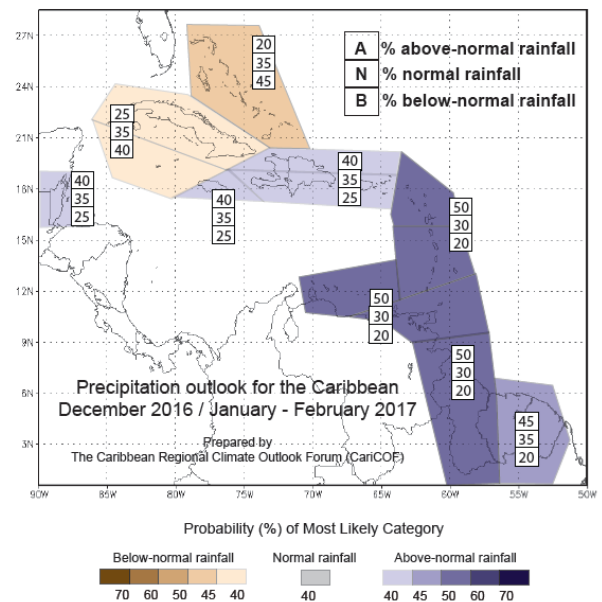 27N
24N
21N
18N
15N
12N
9N
6N
3N
A % above-normal rainfall
N % normal rainfall
B % below-normal rainfall
20
35
45
25
35
40
40
35
25
40
35
25
40
35
25
50
30
20
50
30
20
50
30
20
45
35
20
Precipitation outlook for the Caribbean
December 2016 / January - February 2017
Prepared by
The Caribbean Regional Climate Outlook Forum (CariCOF)
90W 85W 80W 75W 70W 65W 60W 55W 50W
Probability (%) of Most Likely Category
Below-normal rainfall Normal rainfall Above-normal rainfall
70 60 50 45 40 40 40 45 50 60 70